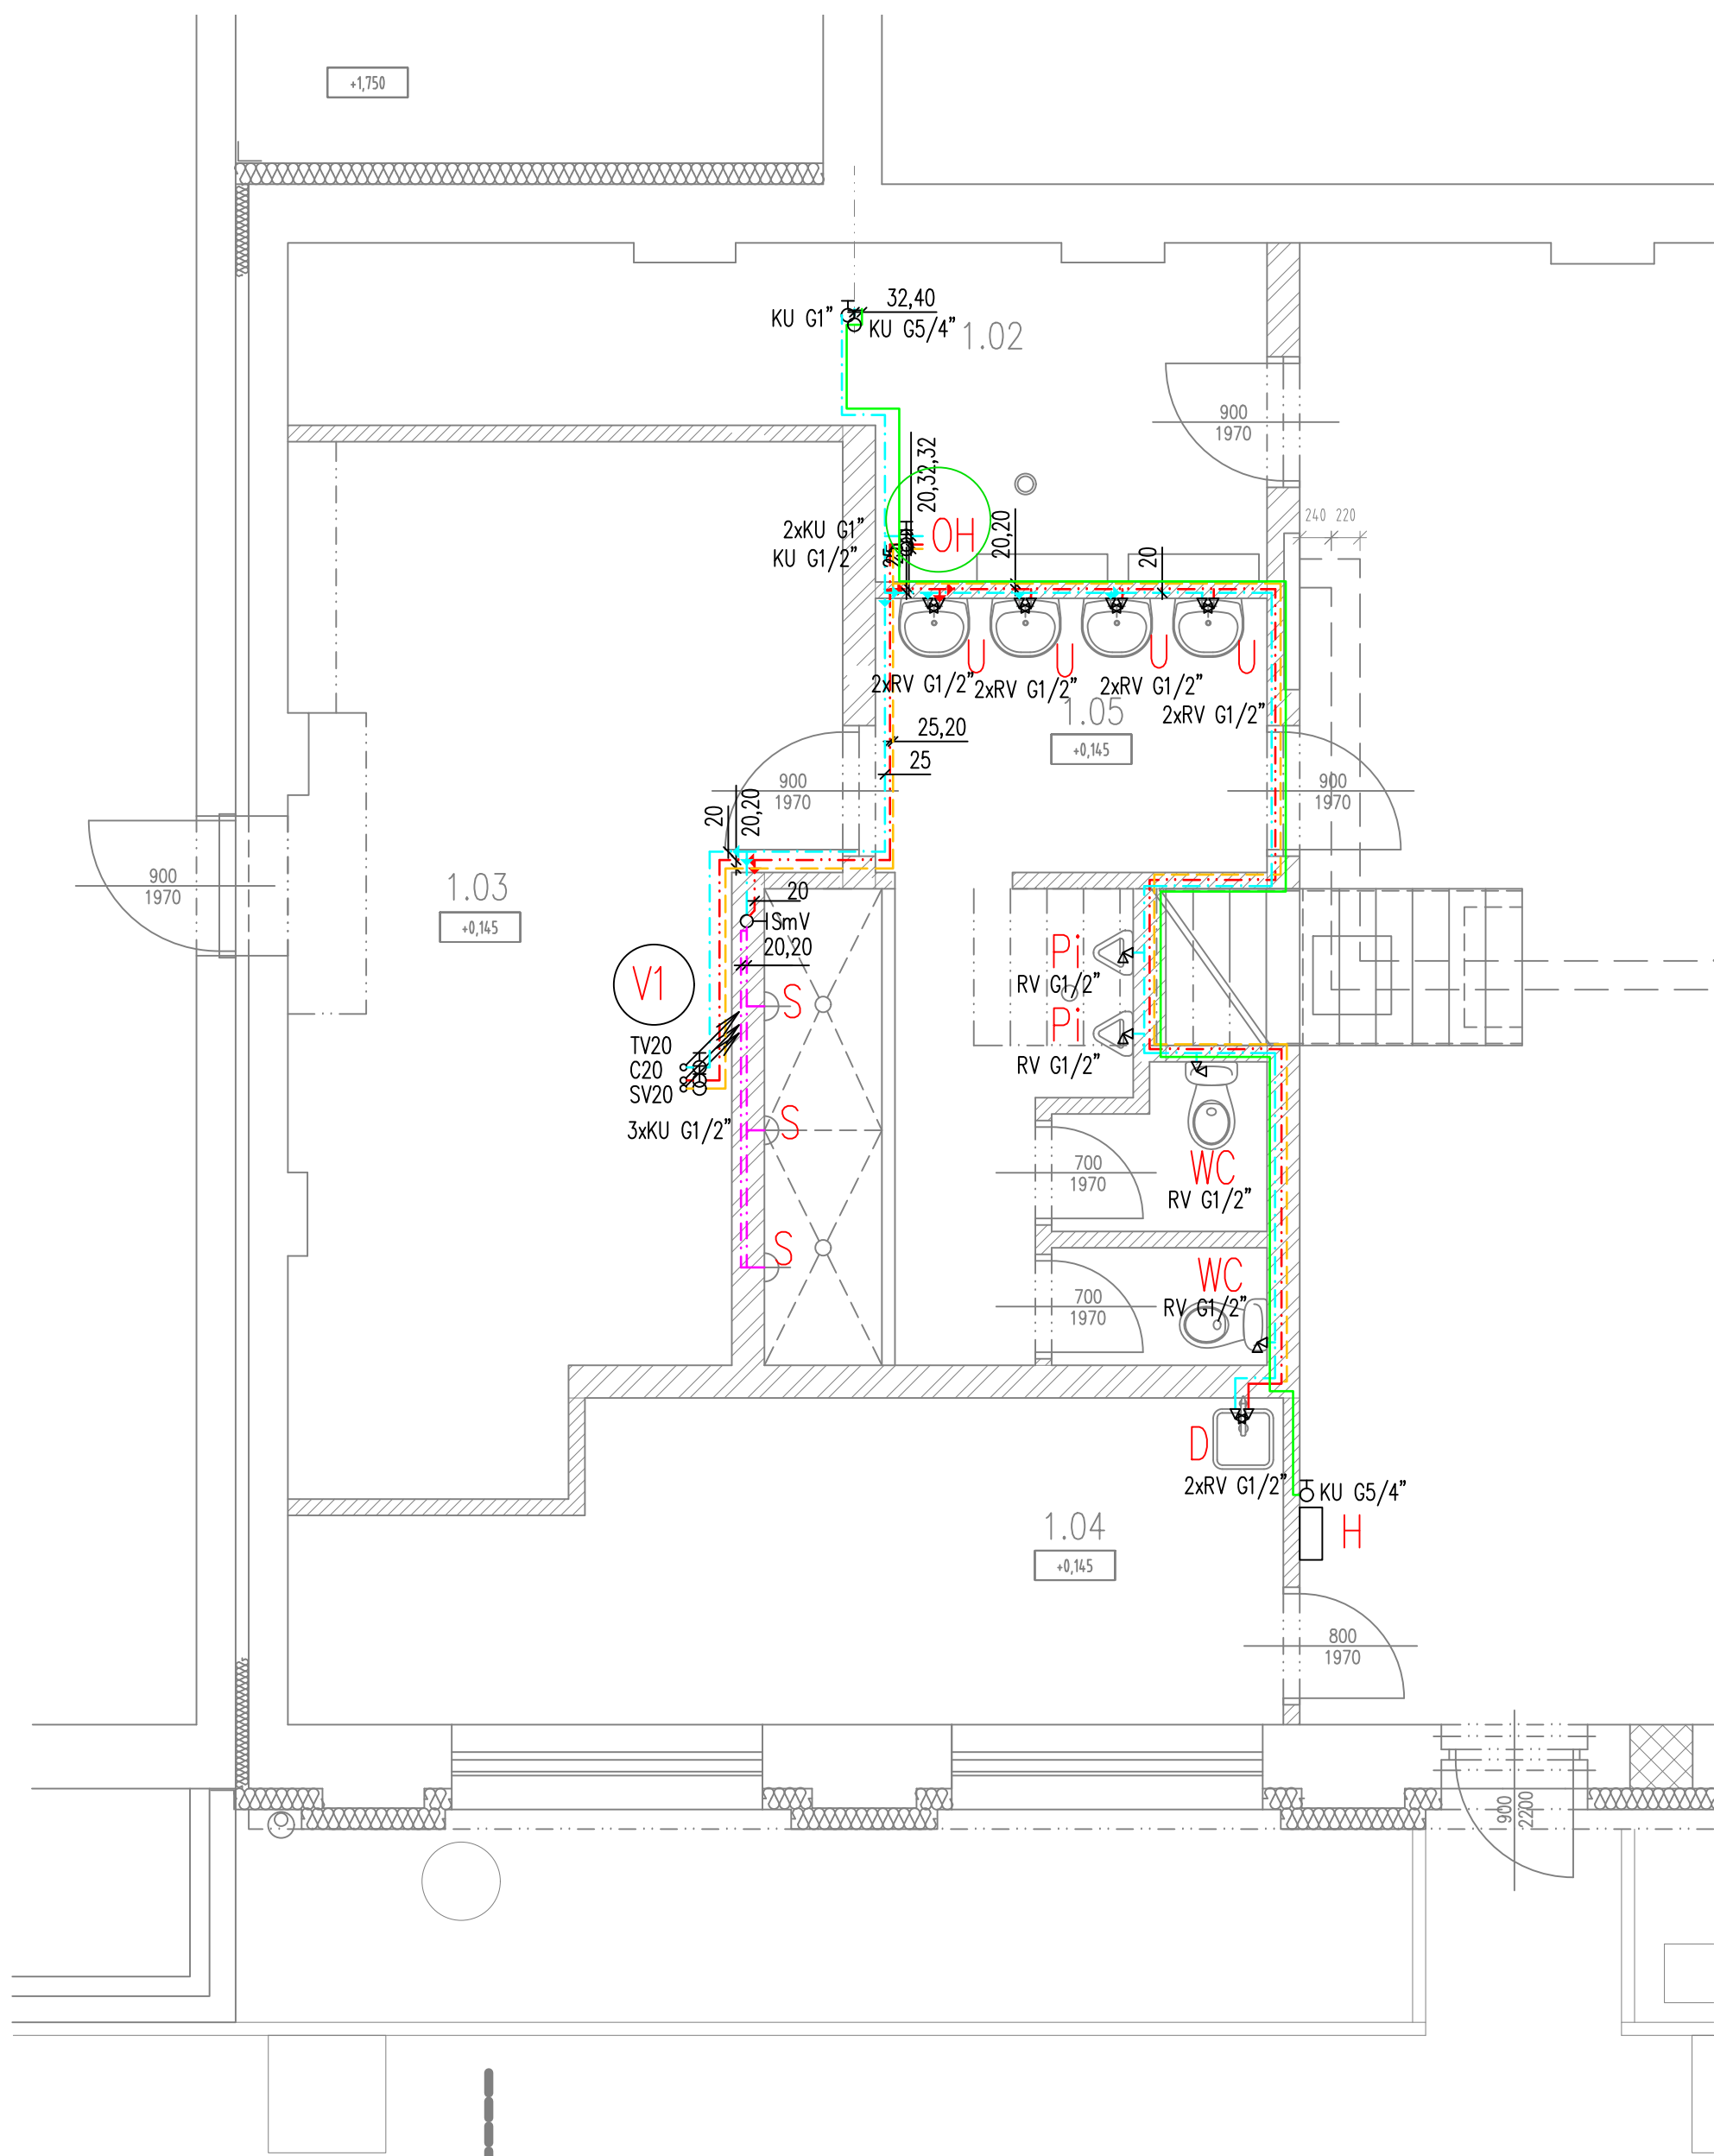 +1,750
32,40
KU G1"
KU G5/4"
1.02
900
1970
20,32,32
240 220
2xKU G1"
OH
20,20
KU G1/2"
20
U
U
U
U
2xRV G1/2"
2xRV G1/2"
2xRV G1/2"
2xRV G1/2"
1.05
+0,145
25,20
25
900
1970
900
1970
20
20,20
900
1970
1.03
+0,145
20
SmV
20,20
V1
S
Pi
RV G1/2"
Pi
RV G1/2"
TV20
C20
SV20
3xKU G1/2"
S
700
1970
WC
RV G1/2"
S
WC
RV G1/2"
700
1970
D
2xRV G1/2"
KU G5/4"
H
1.04
+0,145
800
1970
900
2200